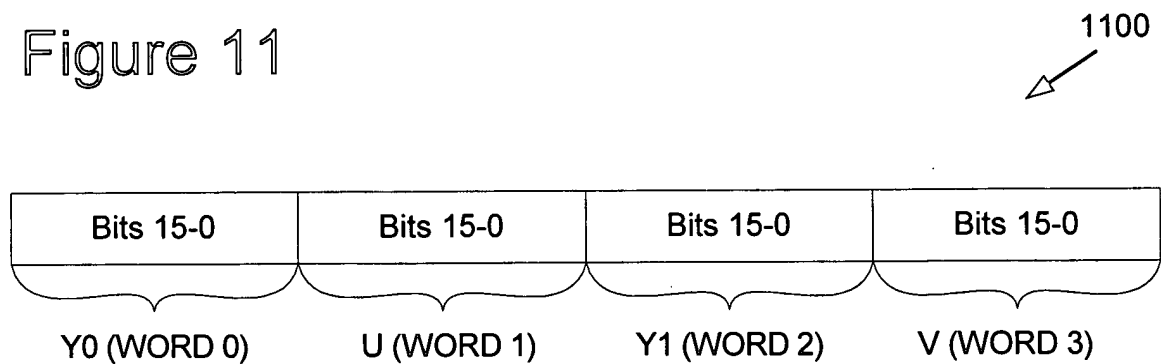 Figure 11
1100
Bits 15-0 Bits 15-0 Bits 15-0 Bits 15-0
Y0 (WORD 0) U (WORD 1) Y1 (WORD 2) V (WORD 3)